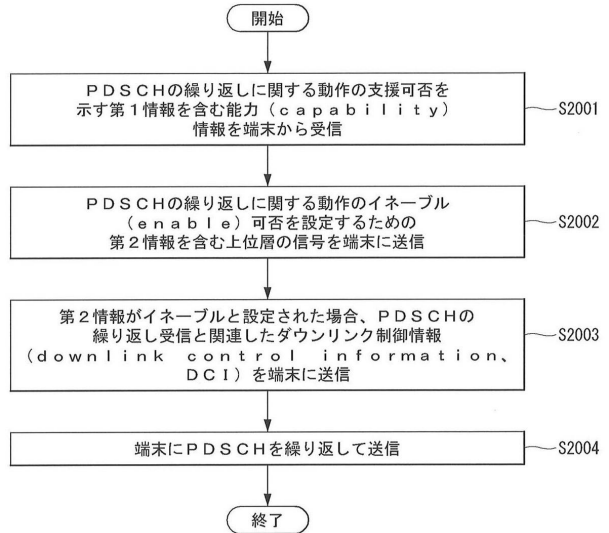 開始
PDSCHの繰り返しに関する動作の支援可否を
示す第1情報を含む能力(capability)
情報を端末から受信
S2001
PDSCHの繰り返しに関する動作のイネーブル
(enable)可否を設定するための
第2情報を含む上位層の信号を端末に送信
S2002
第2情報がイネーブルと設定された場合、PDSCHの
繰り返し受信と関連したダウンリンク制御情報
(downlink control information、
DCI)を端末に送信
S2003
端末にPDSCHを繰り返して送信
S2004
終了